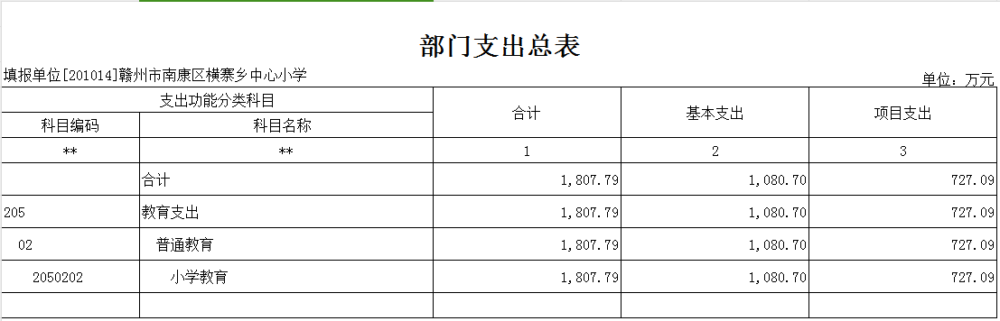 部门支出总表
填报单位[201014]赣州市南康区横寨乡中心小学 单位：万元
支出功能分类科目 合计 基本支出 项目支出
科目编码 科目名称
** ** 1 2 3
合计 1,807.79 1,080.70 727.09
205 教育支出 1,807.79 1,080.70 727.09
02 普通教育 1,807.79 1,080.70 727.09
2050202 小学教育 1,807.79 1,080.70 727.09